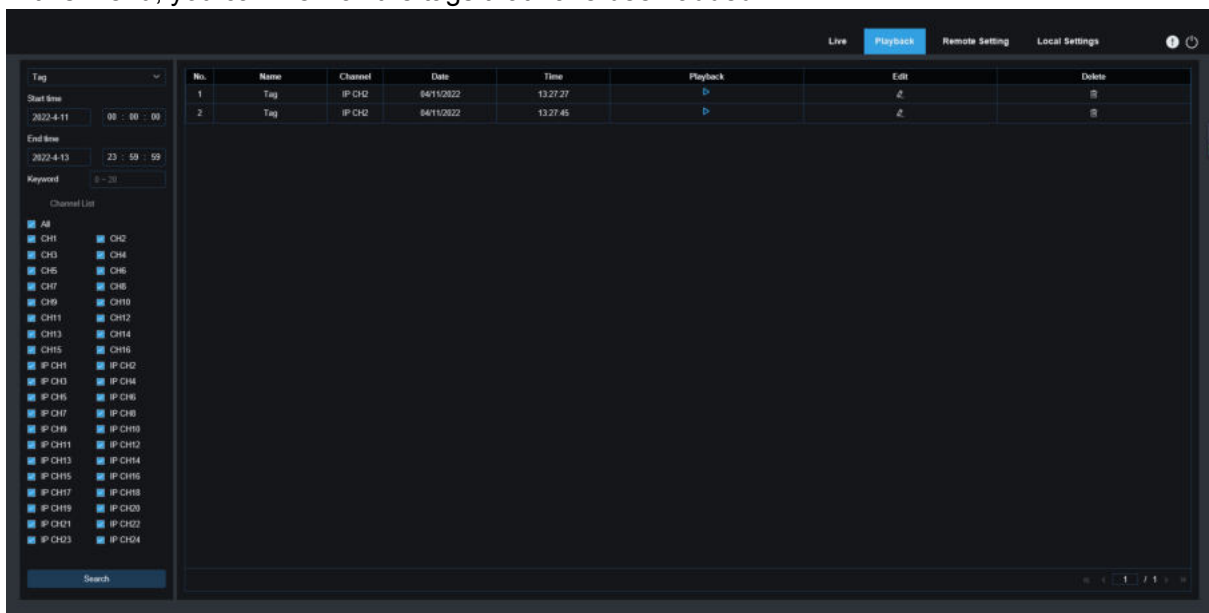 Live Playback Remote Setting Local Settings
Tag
Start time
2022-4-11 00 : 00 : 00
End time
2022-4-13 23 : 59 : 59
Keyword 0~28
Channel List
All
CH1 CH2
CH3 CH4
CH5 CH6
CH7 CH8
CH9 CH10
CH11 CH12
CH13 CH14
CH15 CH16
IP CH1 IP CH2
IP CH3 IP CH4
IP CH5 IP CH6
IP CH7 IP CH8
IP CH9 IP CH10
IP CH11 IP CH12
IP CH13 IP CH14
IP CH15 IP CH16
IP CH17 IP CH18
IP CH19 IP CH20
IP CH21 IP CH22
IP CH23 IP CH24
Search
No. Name Channel Date Time Playback Edit Delete
1 Tag IP CH2 04/11/2022 13:27:27
2 Tag IP CH2 04/11/2022 13:27:45
1 / 1